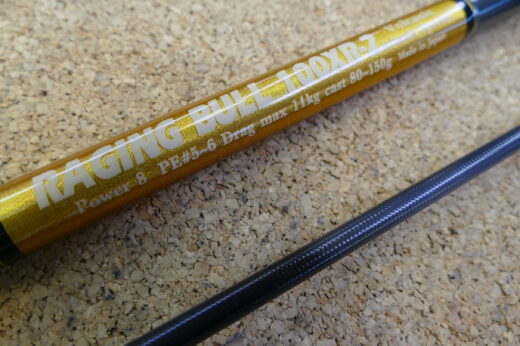 RAGING BULL 100XR-2
Power 8 PE#5-6 Drag max 11kg cast 80-150g Made in Japan